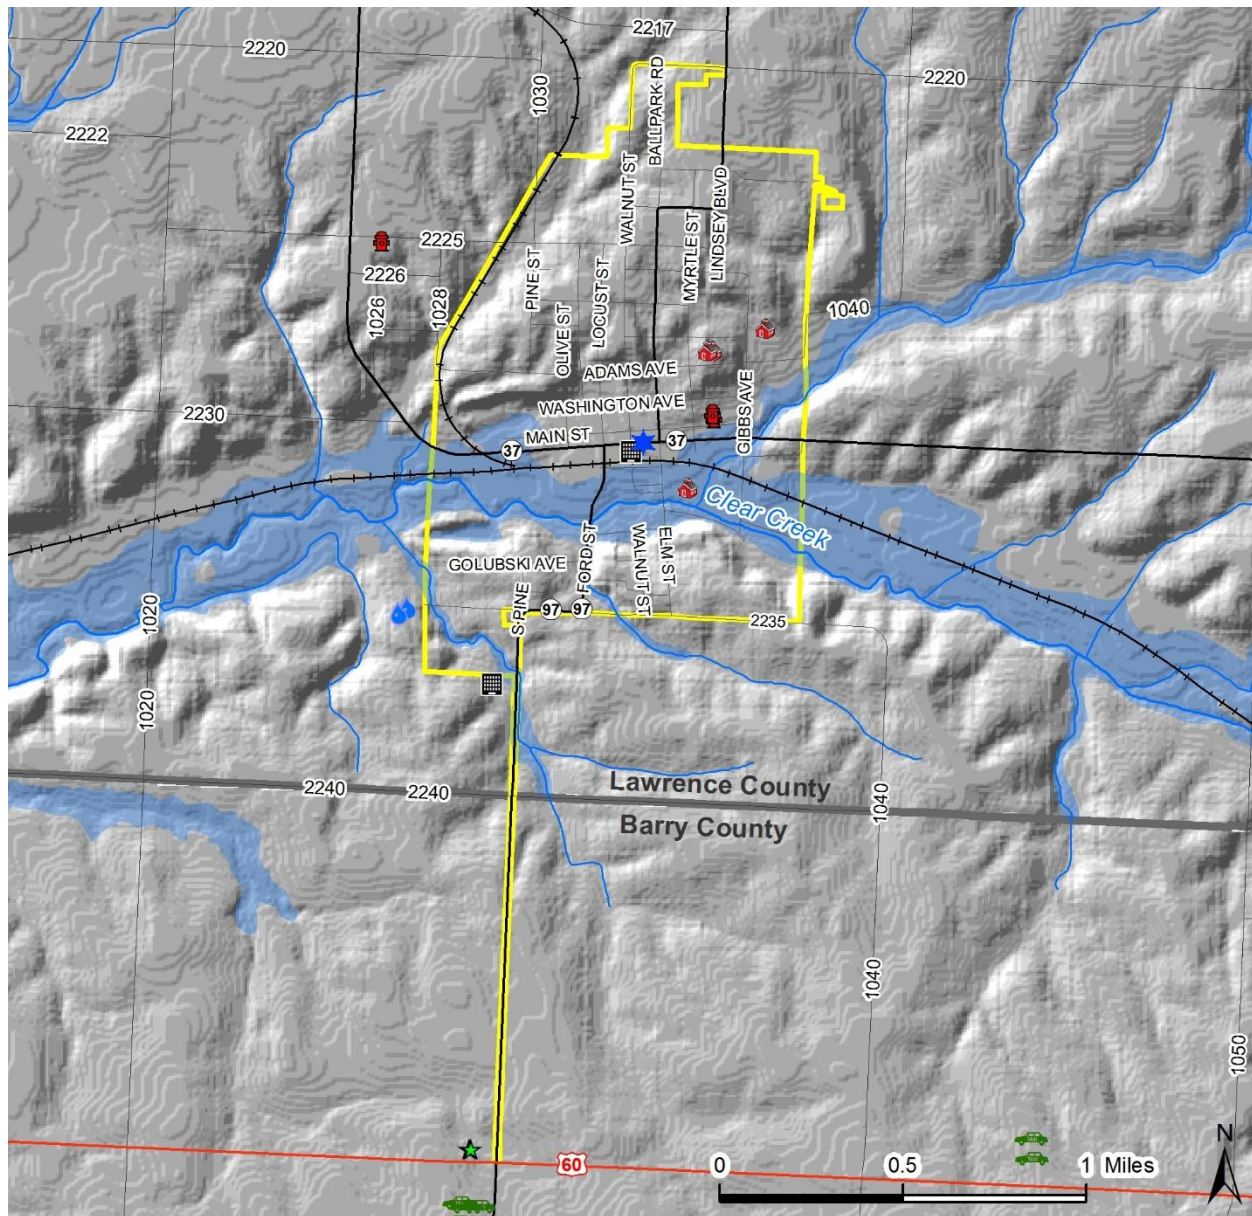 2217
2220
2220
2222
1030
BALLPARK RD
WALNUT ST
LINDSEY BLVD
MYRTLE ST
2225
2226
1026
1028
PINE ST
OLIVE ST
LOCUST ST
1040
ADAMS AVE
WASHINGTON AVE
GIBBS AVE
2230
MAIN ST
37
37
Clear Creek
GOLUBSKI AVE
FORD ST
WALNUT ST
ELM ST
S PINE
97
97
2235
1020
1020
2240
2240
Lawrence County
Barry County
1040
1040
1050
60
N
0 0.5 1 Miles